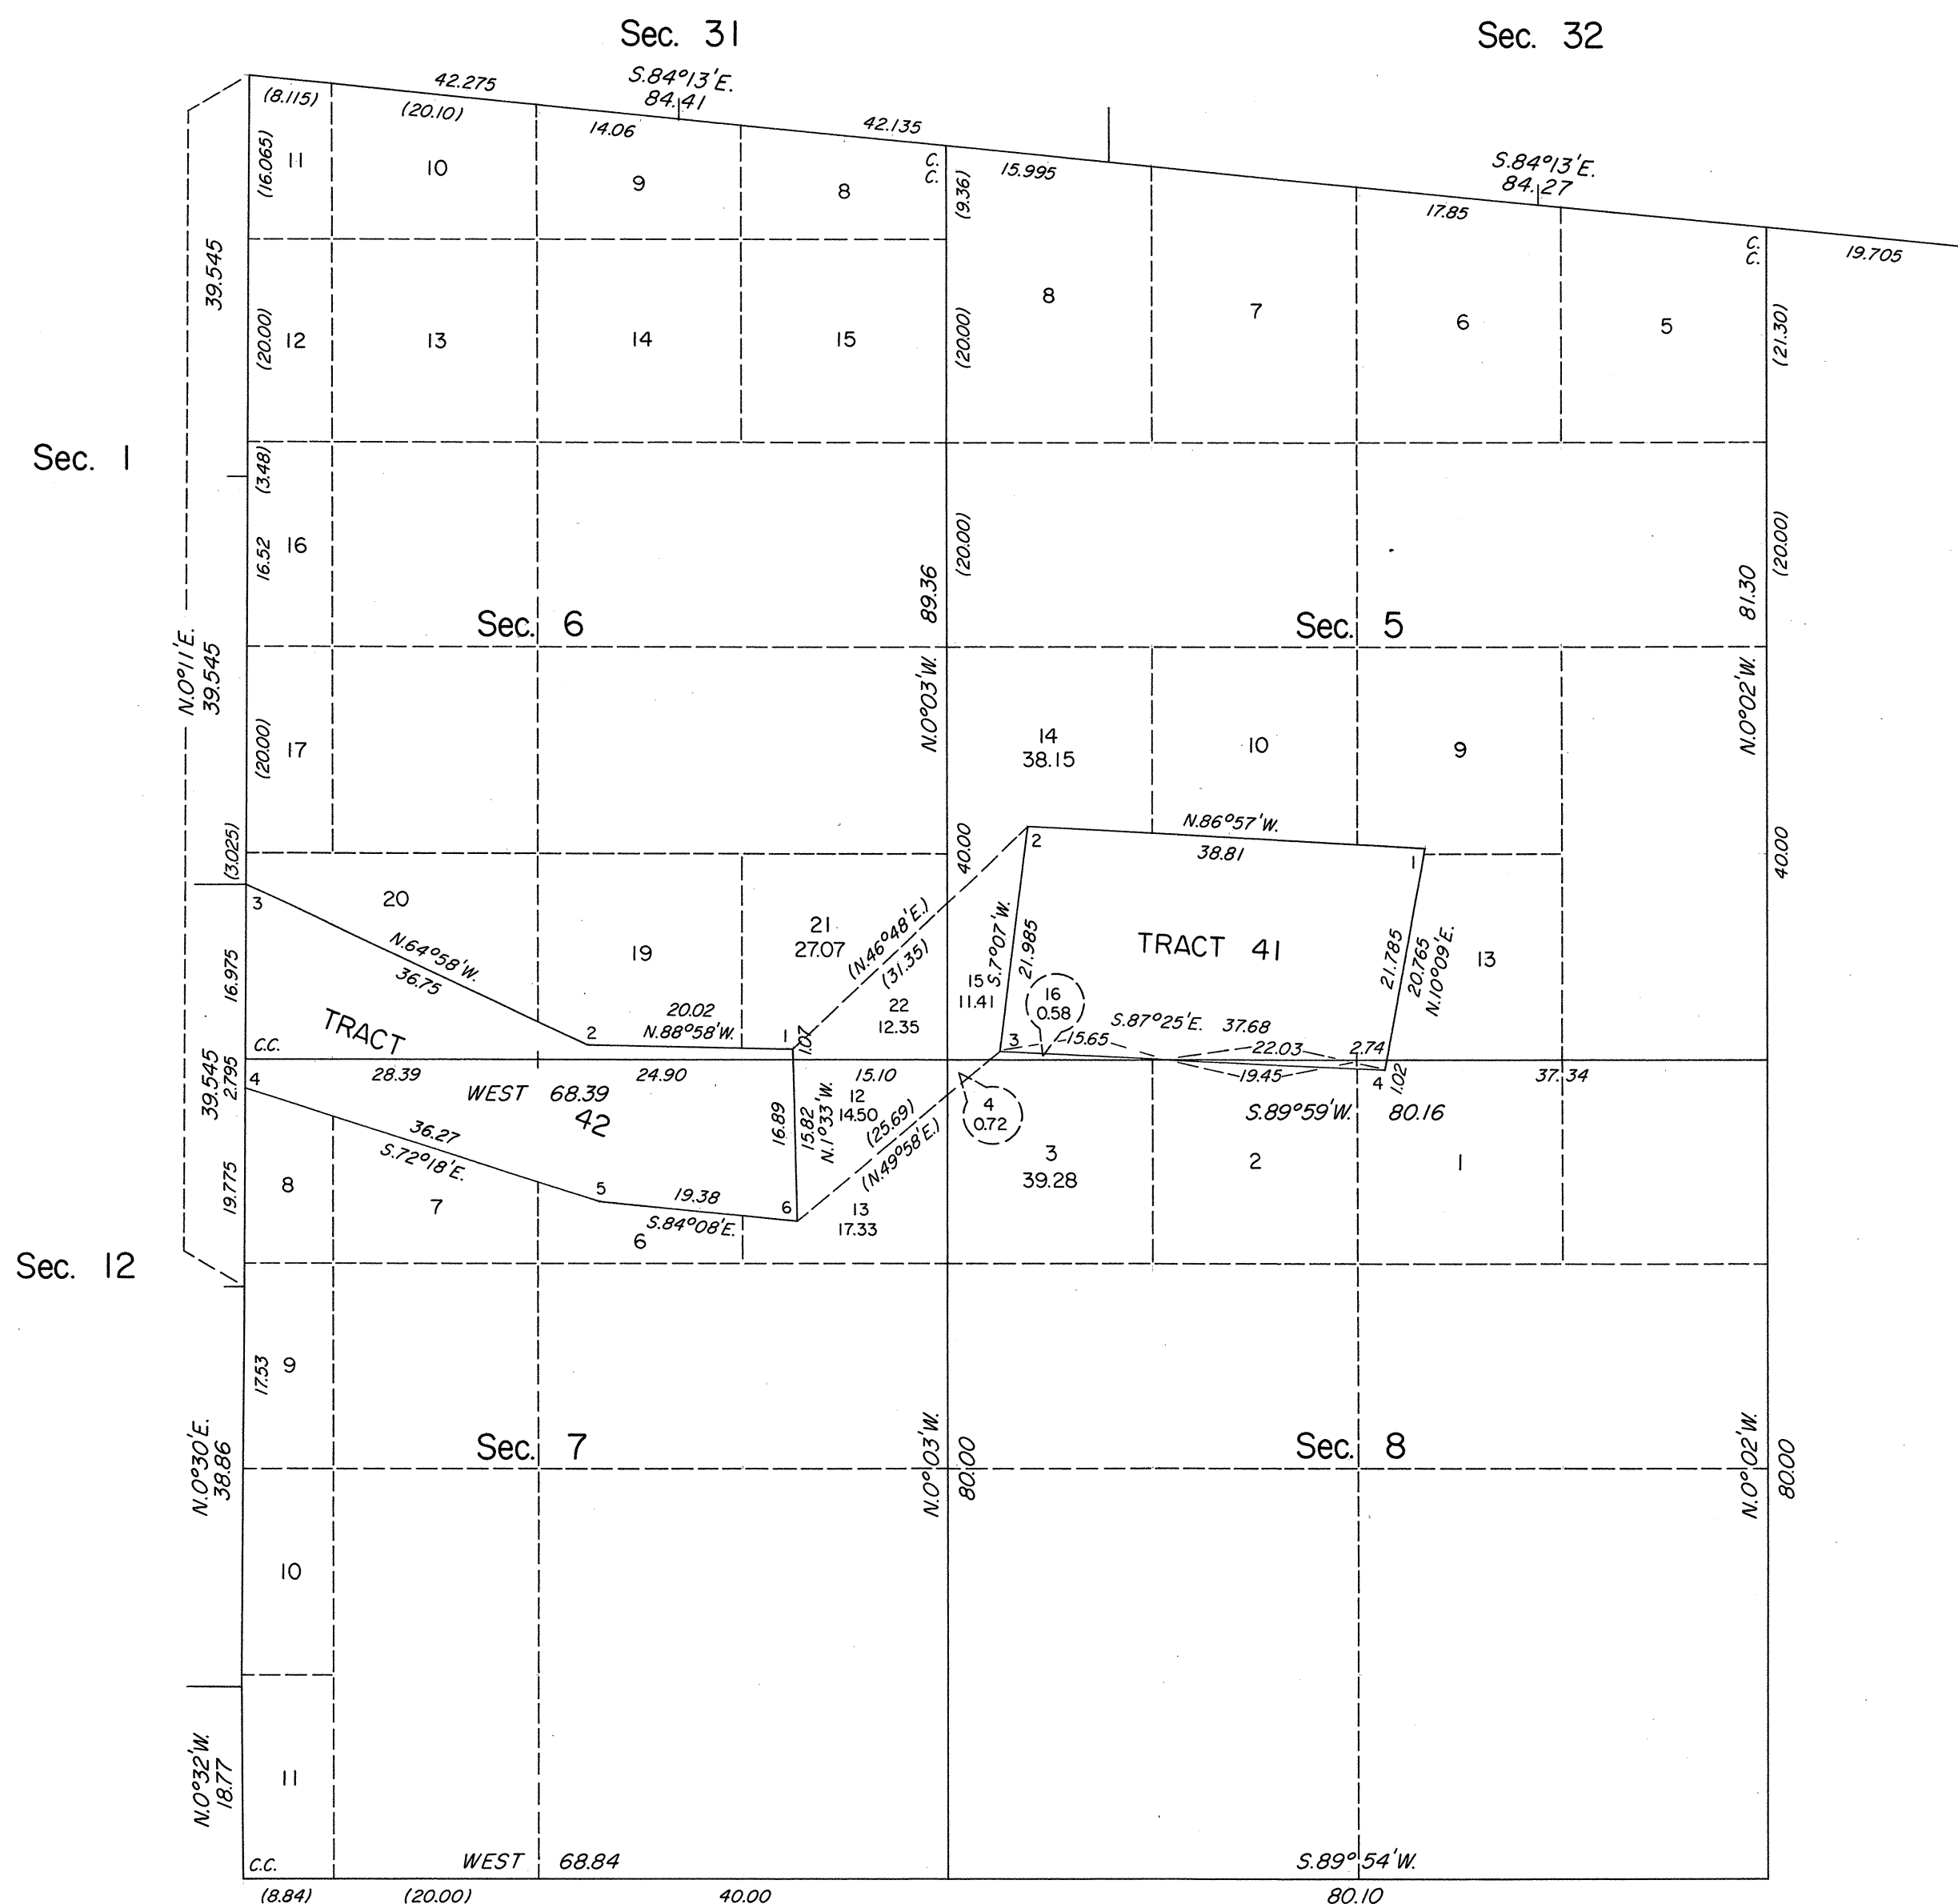 Sec. 31
Sec. 32
42.275
S.84°13'E.
84.41
(8.115)
(20.10)
14.06
42.135
C.
C.
15.995
S.84°13'E.
84.27
17.85
C.
C.
19.705
(16.065)
11
10
9
8
(9.36)
39.545
(20.00)
12
13
14
15
(20.00)
8
7
6
5
(21.30)
Sec. 1
(3.48)
16.52
16
89.36
(20.00)
81.30
(20.00)
Sec. 6
Sec. 5
N.0°11'E.
39.545
(20.00)
17
N.0°03'W.
14
38.15
10
9
N.0°02'W.
(3.025)
40.00
2
N.86°57'W.
38.81
1
40.00
3
20
N.64°58'W.
36.75
19
21
27.07
(N.46°48'E.)
(31.35)
S.7°07'W.
21.985
TRACT 41
21.785
20.765
N.10°09'E.
13
16.975
22
12.35
15
11.41
16
0.58
TRACT
2
20.02
N.88°58'W.
1
1.07
S.87°25'E. 37.68
3
15.65
22.03
2.74
C.C.
39.545
2.795
4
28.39
24.90
15.10
19.45
4
1.02
37.34
WEST 68.39
42
16.89
15.82
N.1°33'W.
12
14.50
(25.69)
(N.49°58'E.)
4
0.72
S.89°59'W. 80.16
36.27
S.72°18'E.
3
39.28
2
1
19.775
8
7
5
19.38
S.84°08'E.
6
6
13
17.33
Sec. 12
17.53
9
N.0°30'E.
38.86
Sec. 7
N.0°03'W.
80.00
Sec. 8
N.0°02'W.
80.00
10
N.0°32'W.
18.77
11
C.C.
WEST 68.84
S.89°54'W.
(8.84)
(20.00)
40.00
80.10